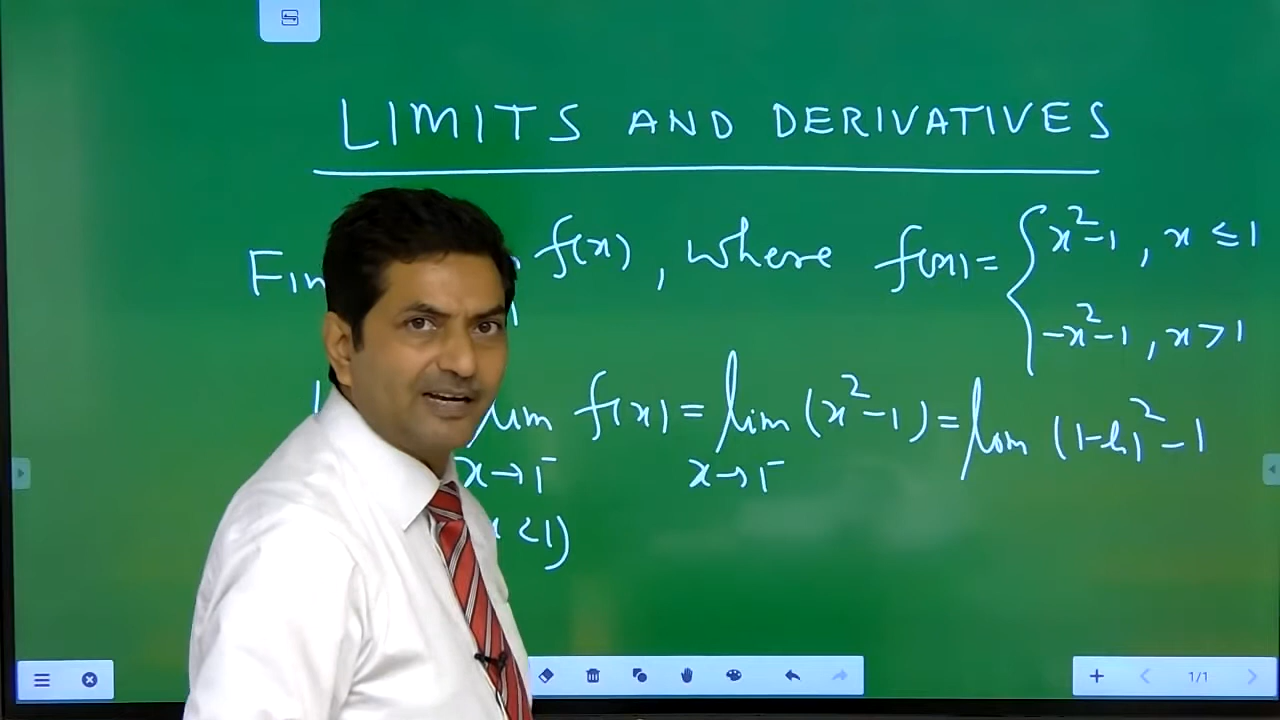 LIMITS AND DERIVATIVES
f(x), where f(x) = { x²-1, x ≤ 1
-x²-1, x > 1
lim f(x) = lim (x²-1) = lim (1-h)²-1
x→1⁻ x→1⁻
<1)
1/1